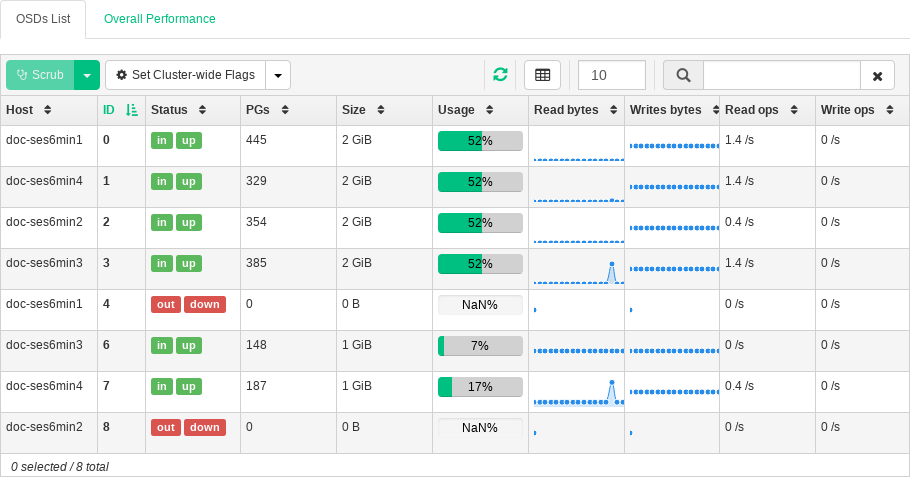 OSDs List Overall Performance
Scrub Set Cluster-wide Flags 10
Host ID Status PGs Size Usage Read bytes Writes bytes Read ops Write ops
doc-ses6min1 0 in up 445 2 GiB 52% 1.4 /s 0 /s
doc-ses6min4 1 in up 329 2 GiB 52% 1.4 /s 0 /s
doc-ses6min2 2 in up 354 2 GiB 52% 0.4 /s 0 /s
doc-ses6min3 3 in up 385 2 GiB 52% 1.4 /s 0 /s
doc-ses6min1 4 out down 0 0 B NaN% 0 /s 0 /s
doc-ses6min3 6 in up 148 1 GiB 7% 0 /s 0 /s
doc-ses6min4 7 in up 187 1 GiB 17% 0.4 /s 0 /s
doc-ses6min2 8 out down 0 0 B NaN% 0 /s 0 /s
0 selected / 8 total